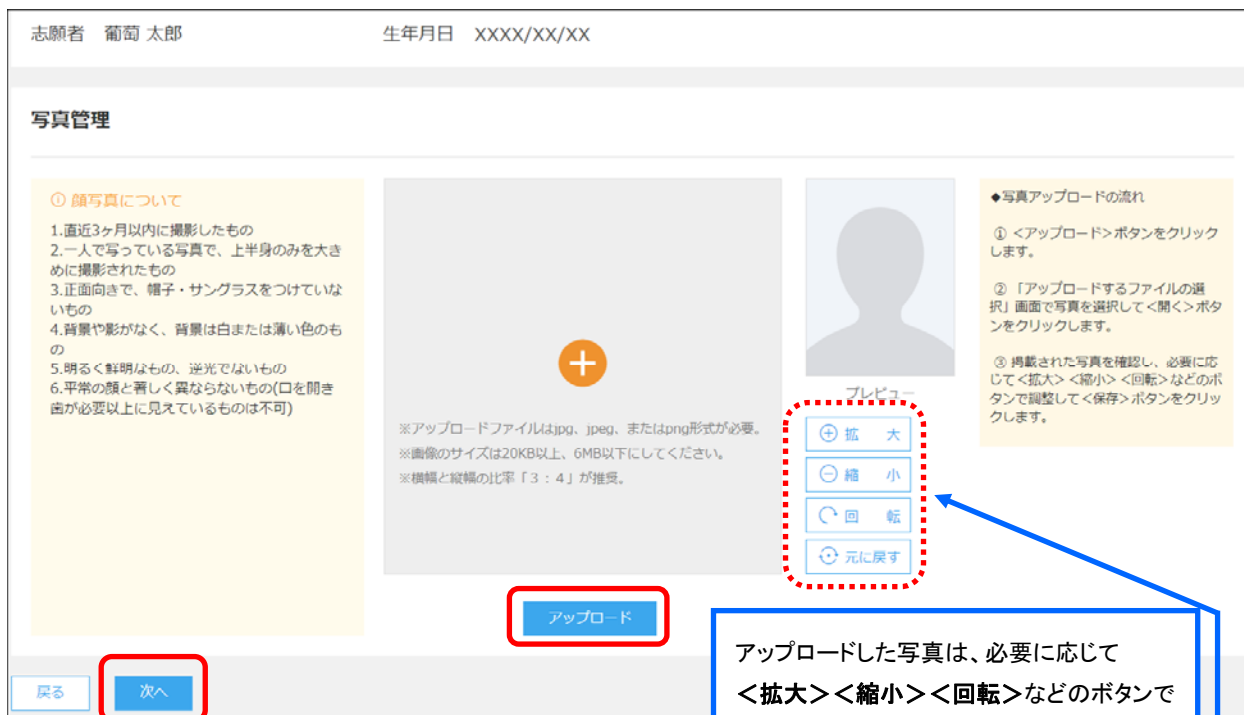 志願者 葡萄 太郎 生年月日 XXXX/XX/XX
写真管理
顔写真について
1.直近3ヶ月以内に撮影したもの
2.一人で写っている写真で、上半身のみを大き
めに撮影されたもの
3.正面向きで、帽子・サングラスをつけていな
いもの
4.背景や影がなく、背景は白または薄い色のも
の
5.明るく鮮明なもの、逆光でないもの
6.平常の顔と著しく異ならないもの(口を開き
歯が必要以上に見えているものは不可)
※アップロードファイルはjpg、jpeg、またはpng形式が必要。
※画像のサイズは20KB以上、6MB以下にしてください。
※横幅と縦幅の比率「3：4」が推奨。
アップロード
プレビュー
拡 大
縮 小
回 転
元に戻す
◆写真アップロードの流れ
① <アップロード>ボタンをクリック
します。
② 「アップロードするファイルの選
択」画面で写真を選択して<開く>ボタ
ンをクリックします。
③ 掲載された写真を確認し、必要に応
じて<拡大> <縮小> <回転>などのボ
タンで調整して<保存>ボタンをクリッ
クします。
アップロードした写真は、必要に応じて
＜拡大＞＜縮小＞＜回転＞などのボタンで
戻る
次へ